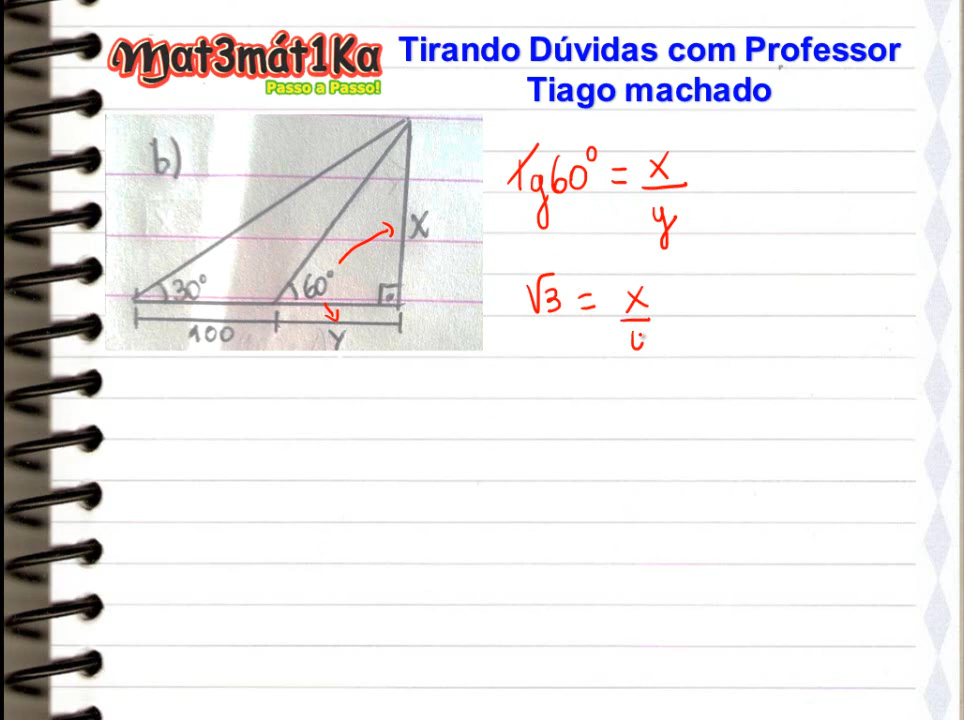 Mat3mát1Ka
Passo a Passo!
Tirando Dúvidas com Professor
Tiago machado
b)
X
30°
60°
100
Y
tg60° = x
y
√3 = x